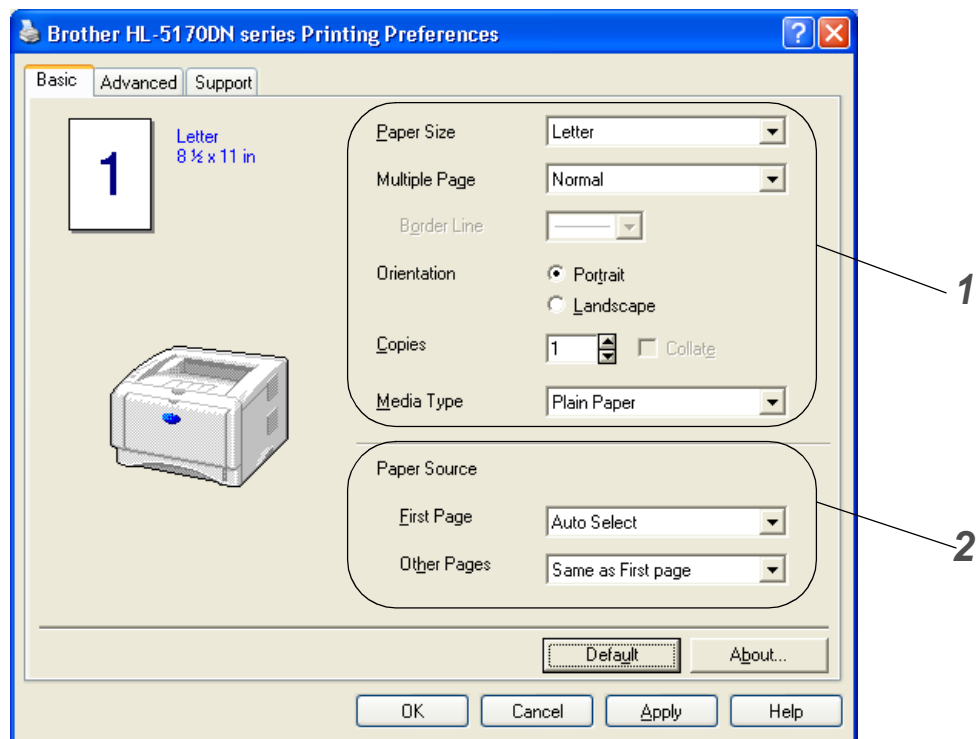 Brother HL-5170DN series Printing Preferences
Basic Advanced Support
1
Letter
8 ½ x 11 in
Paper Size Letter
Multiple Page Normal
Border Line
Orientation Portrait
Landscape
Copies 1 Collate
Media Type Plain Paper
1
Paper Source
First Page Auto Select
Other Pages Same as First page
2
Default About...
OK Cancel Apply Help